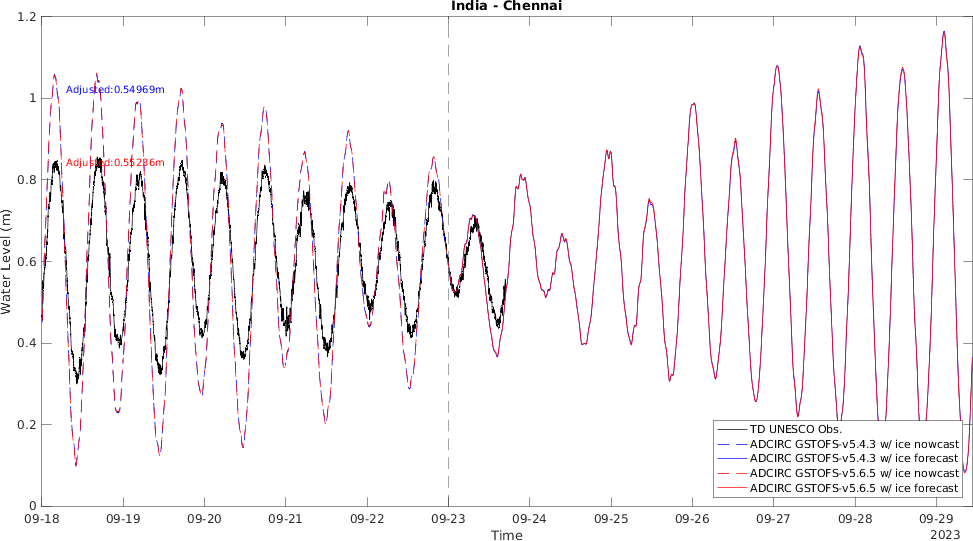 India - Chennai
Water Level (m)
1.2
1
0.8
0.6
0.4
0.2
0
Adjusted:0.54969m
Adjusted:0.55236m
TD UNESCO Obs.
ADCIRC GSTOFS-v5.4.3 w/ ice nowcast
ADCIRC GSTOFS-v5.4.3 w/ ice forecast
ADCIRC GSTOFS-v5.6.5 w/ ice nowcast
ADCIRC GSTOFS-v5.6.5 w/ ice forecast
09-18 09-19 09-20 09-21 09-22 09-23 09-24 09-25 09-26 09-27 09-28 09-29
2023
Time